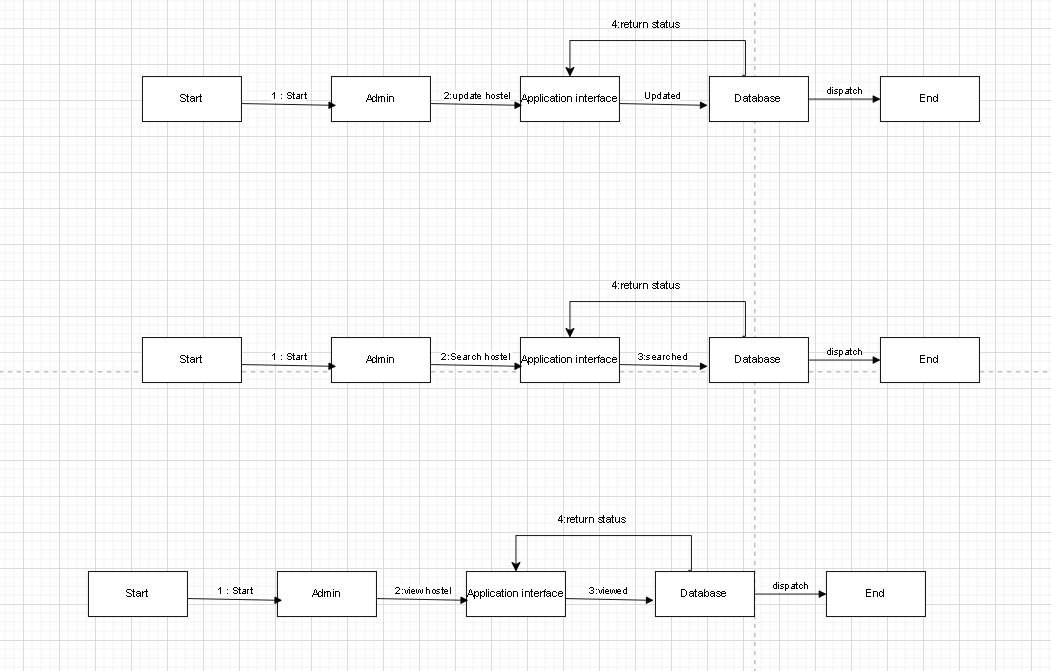 4:return status
Start
1 : Start
Admin
2:update hostel
Application interface
Updated
Database
dispatch
End
4:return status
Start
1 : Start
Admin
2:Search hostel
Application interface
3:searched
Database
dispatch
End
4:return status
Start
1 : Start
Admin
2:view hostel
Application interface
3:viewed
Database
dispatch
End